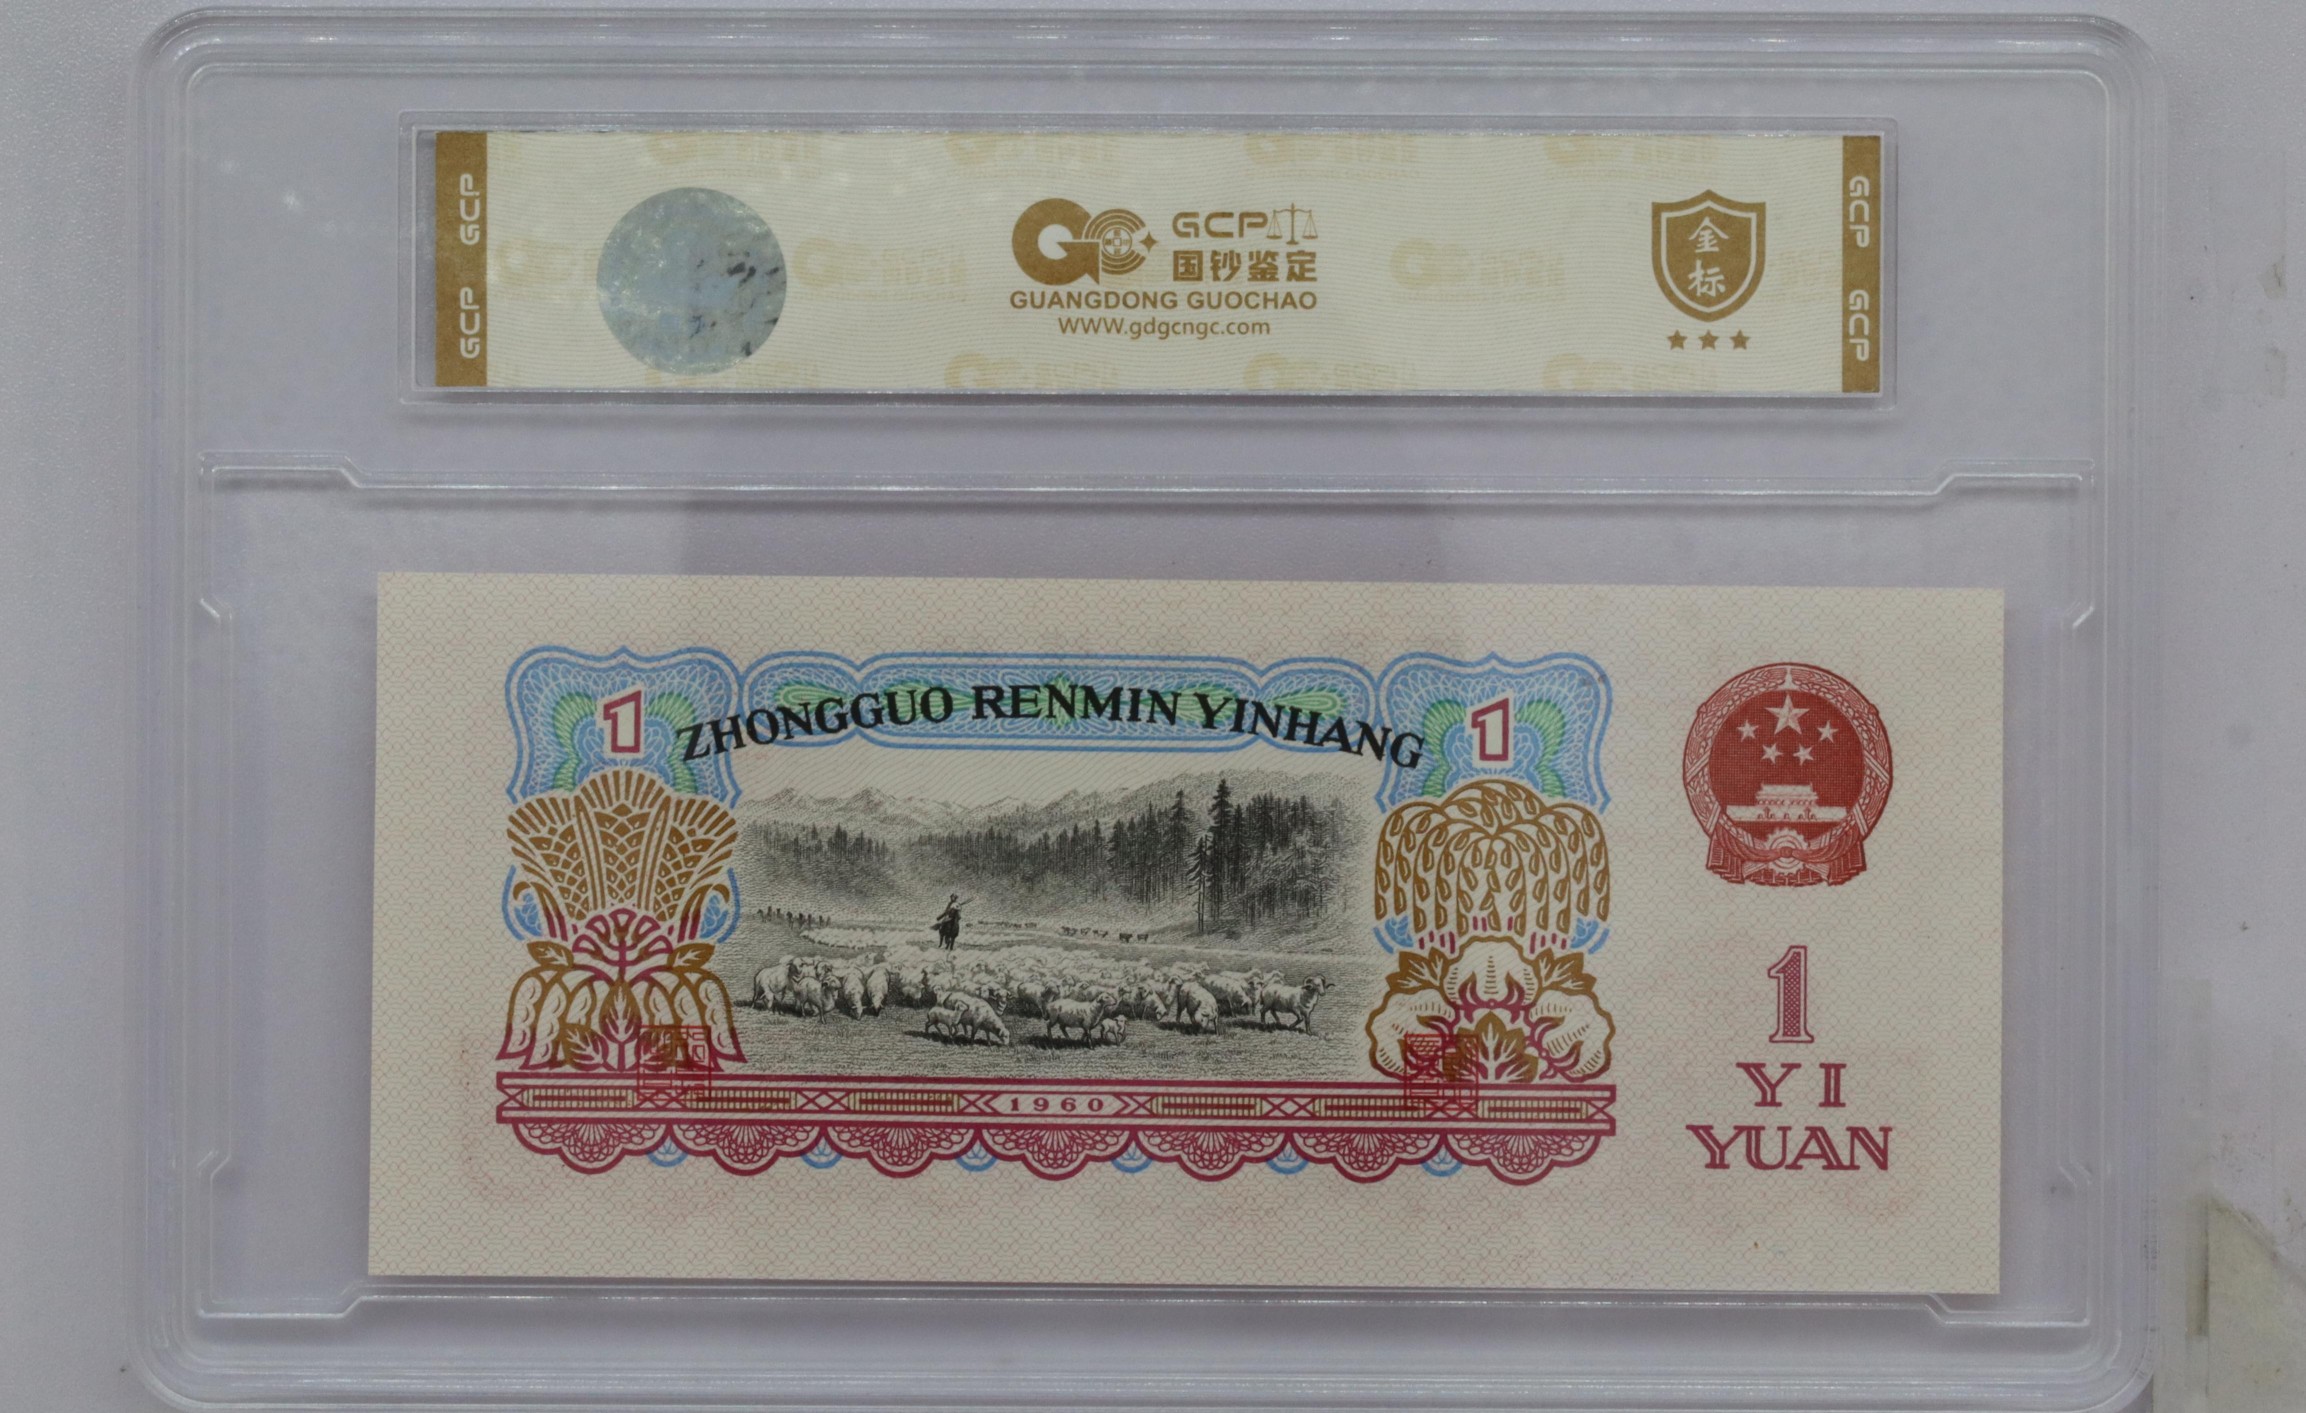 GCP GCP
GCP
国钞鉴定
GUANGDONG GUOCHAO
WWW.gdgcngc.com
金标
GCP GCP
ZHONGGUO RENMIN YINHANG
1
1
1960
1
YI
YUAN